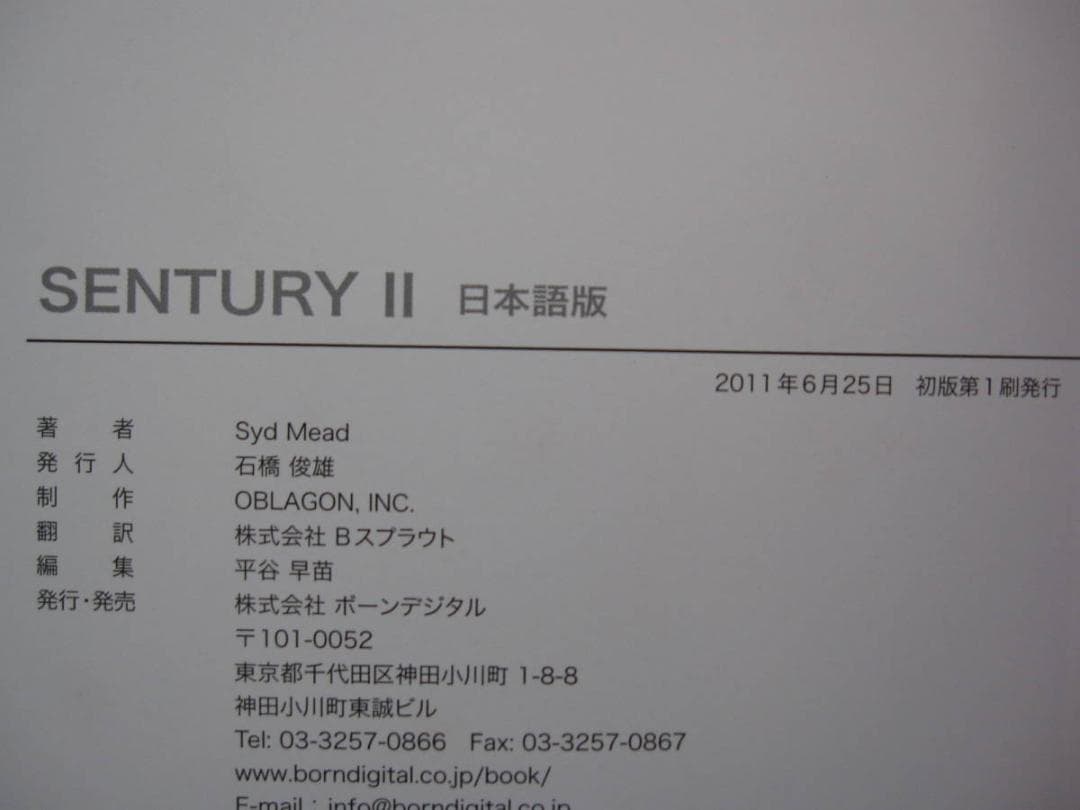 SENTURY II 日本語版
2011年6月25日 初版第1刷発行
著者 Syd Mead
発行人 石橋 俊雄
制作 OBLAGON, INC.
翻訳 株式会社 Bスプラウト
編集 平谷 早苗
発行・発売 株式会社 ボーンデジタル
〒101-0052
東京都千代田区神田小川町 1-8-8
神田小川町東誠ビル
Tel: 03-3257-0866 Fax: 03-3257-0867
www.borndigital.co.jp/book/
E-mail : info@borndigital.co.jp